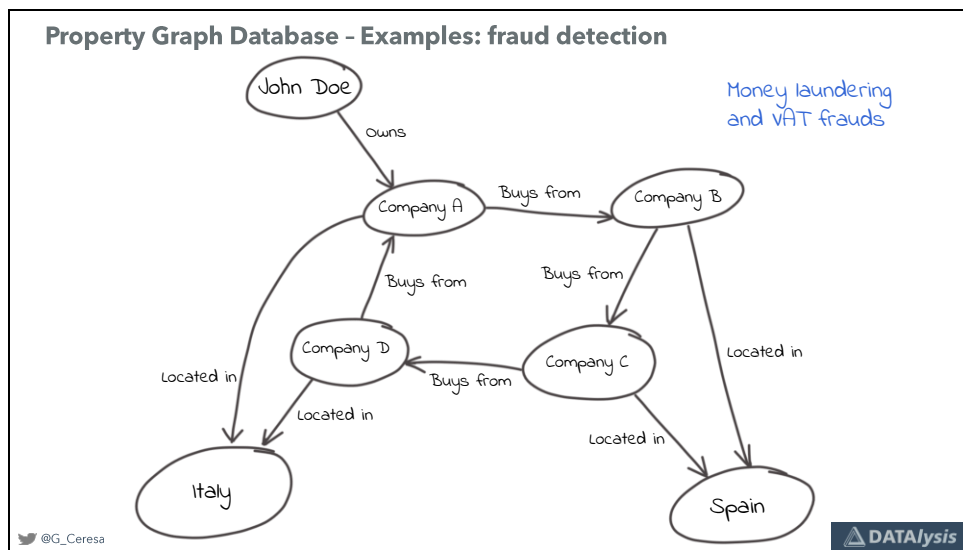 Property Graph Database – Examples: fraud detection
John Doe
Money laundering
and VAT frauds
Owns
Company A
Buys from
Company B
Buys from
Buys from
Company D
Company C
Buys from
Located in
Located in
Located in
Located in
Italy
Spain
@G_Ceresa
DATAlysis